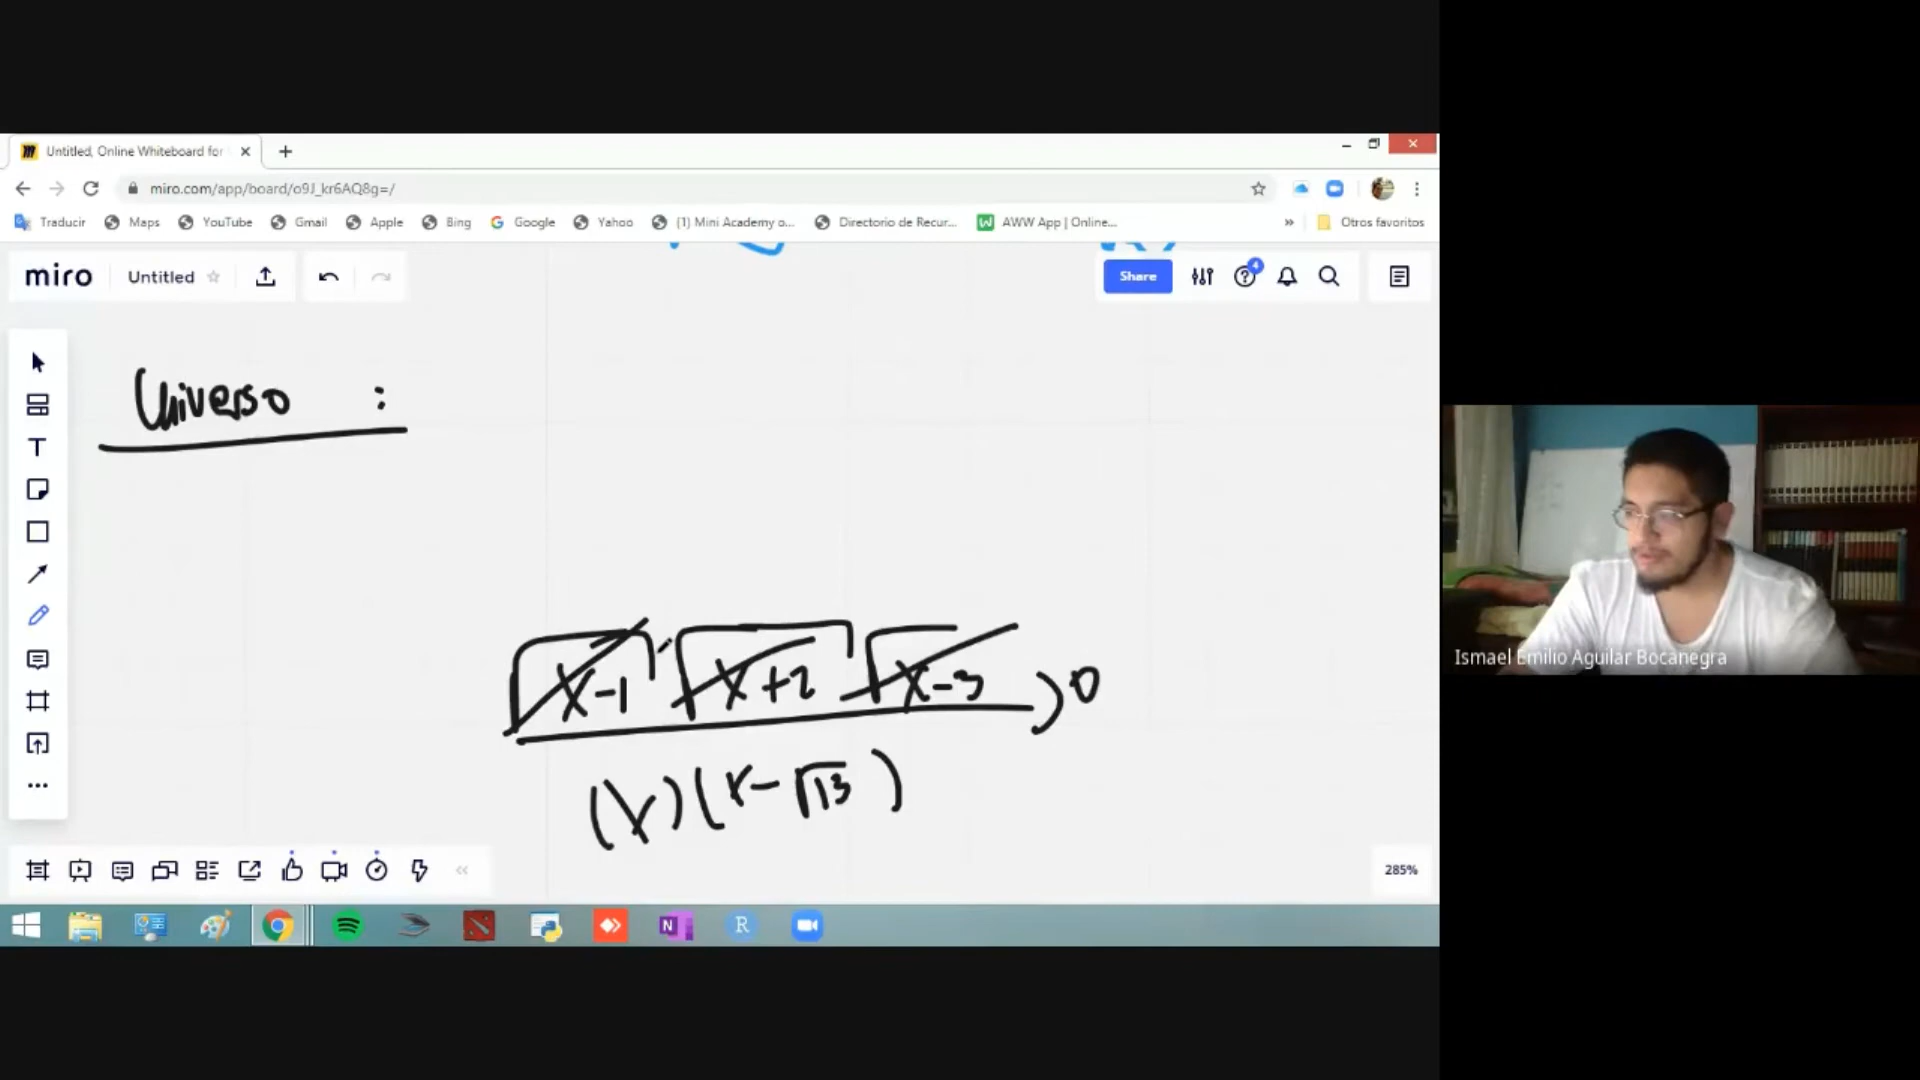 Untitled, Online Whiteboard for
miro.com/app/board/o9J_kr6AQ8g=/
Traducir Maps YouTube Gmail Apple Bing Google Yahoo (1) Mini Academy o... Directorio de Recur... AWW App | Online... » Otros favoritos
miro Untitled Share 4
Universo :
√x-1 · √x+2 √x-3 > 0
(x)(x-√13)
Ismael Emilio Aguilar Bocanegra
285%